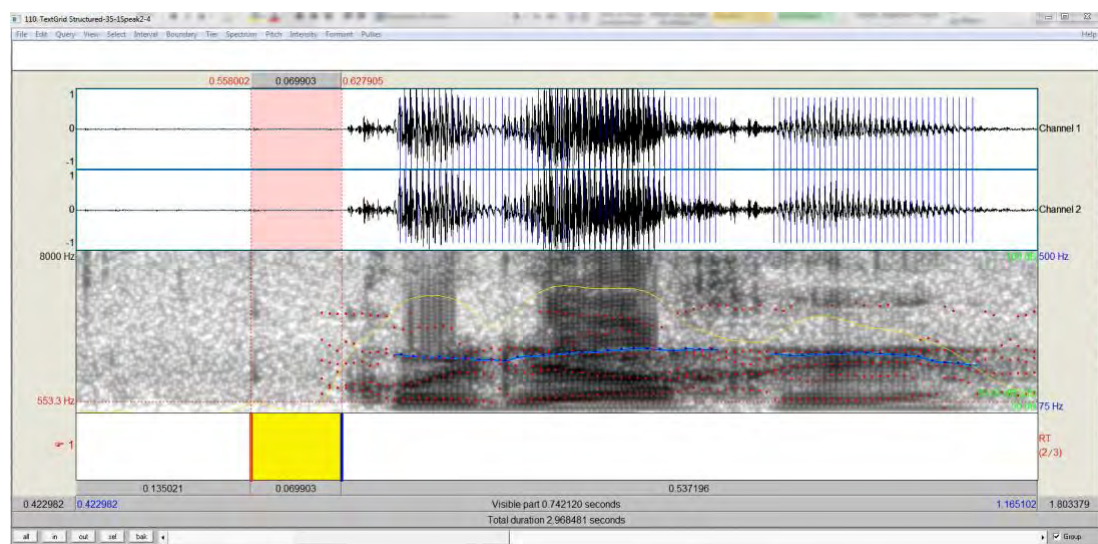 110. TextGrid Structured-3S-1Speak2-4
File Edit Query View Select Interval Boundary Tier Spectrum Pitch Intensity Formant Pulses Help
0.558002 0.069903 0.627905
1
0
-1
Channel 1
1
0
-1
Channel 2
8000 Hz
500 Hz
553.3 Hz
75 Hz
1
RT
(2/3)
0.135021 0.069903 0.537196
0.422982 0.422982 Visible part 0.742120 seconds 1.165102 1.803379
Total duration 2.968481 seconds
all in out sel bak Group